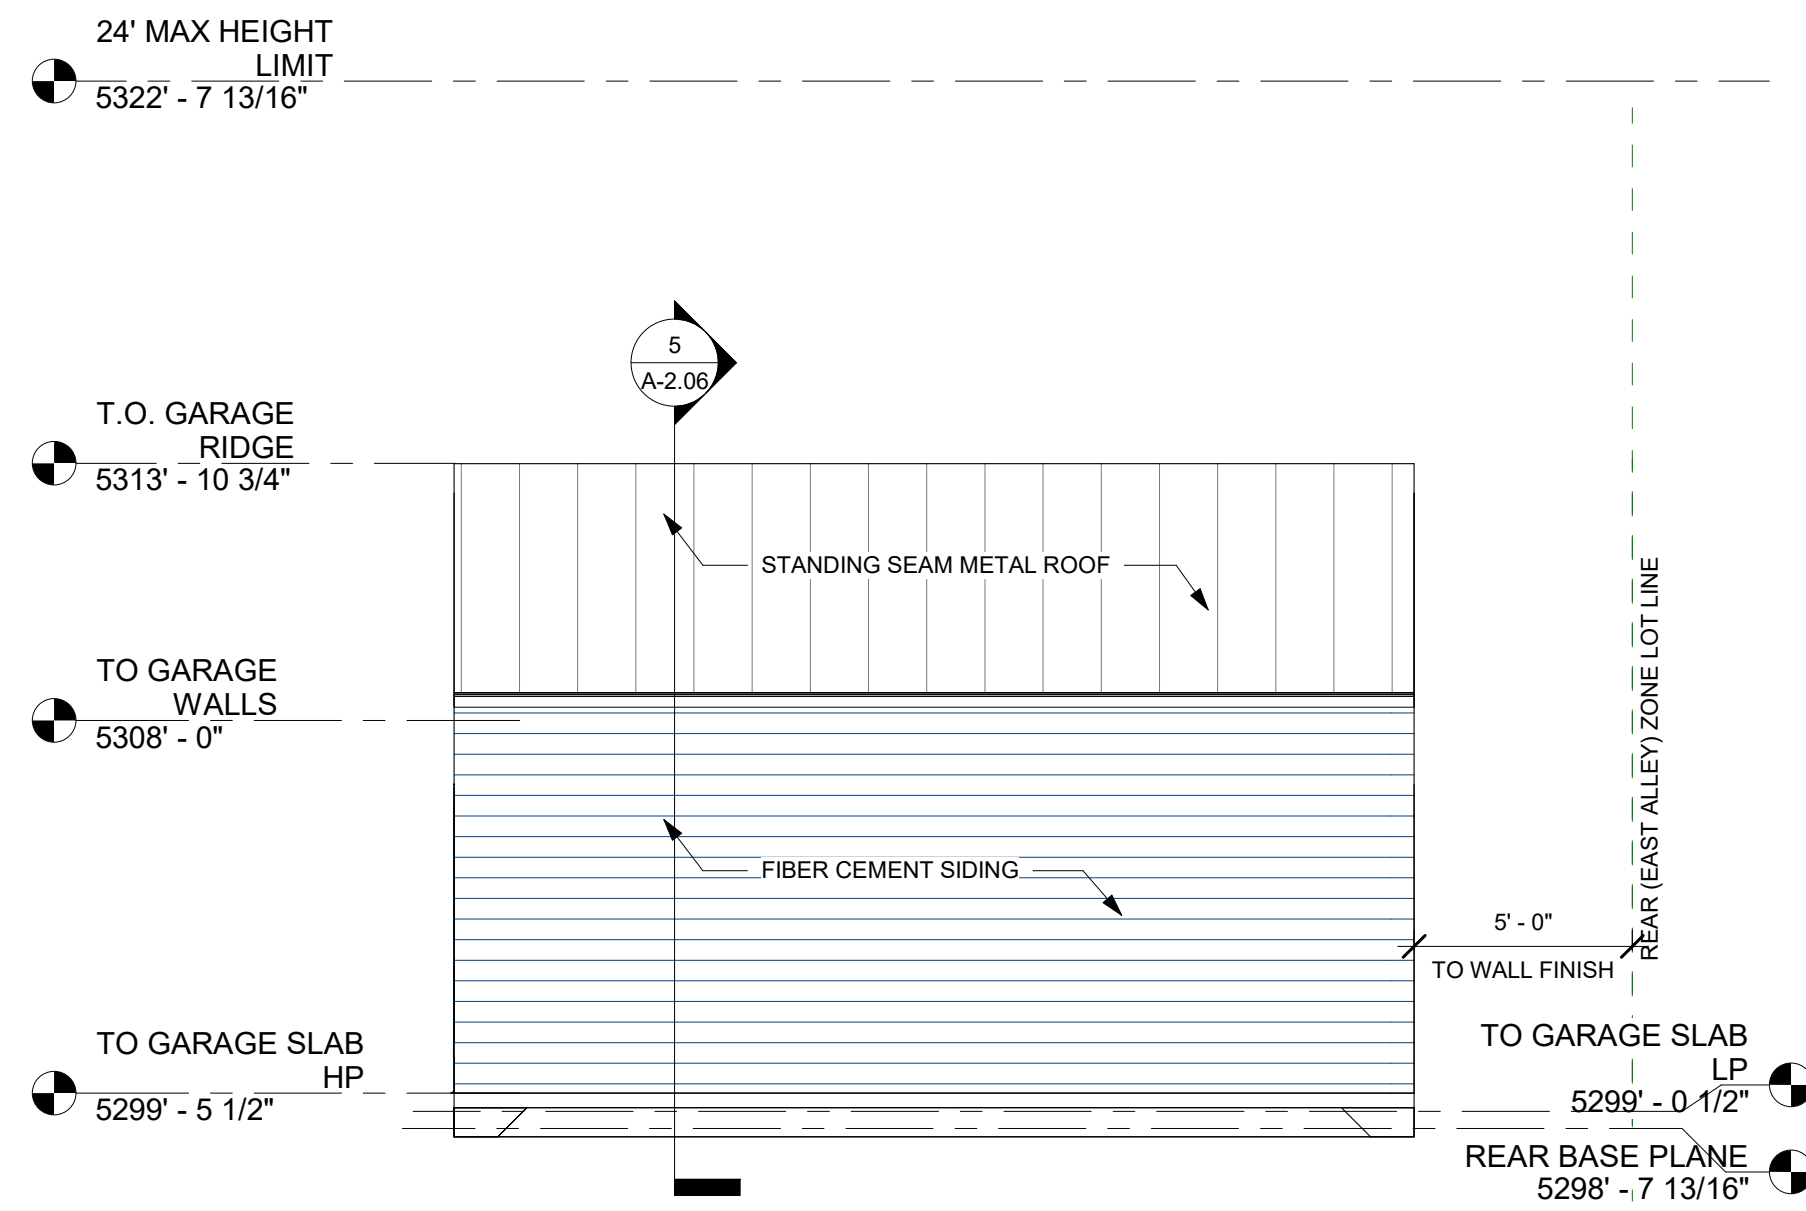 24' MAX HEIGHT
LIMIT
5322' - 7 13/16"
5
A-2.06
T.O. GARAGE
RIDGE
5313' - 10 3/4"
STANDING SEAM METAL ROOF
TO GARAGE
WALLS
5308' - 0"
REAR (EAST ALLEY) ZONE LOT LINE
FIBER CEMENT SIDING
5' - 0"
TO WALL FINISH
TO GARAGE SLAB
HP
5299' - 5 1/2"
TO GARAGE SLAB
LP
5299' - 0 1/2"
REAR BASE PLANE
5298' - 7 13/16"